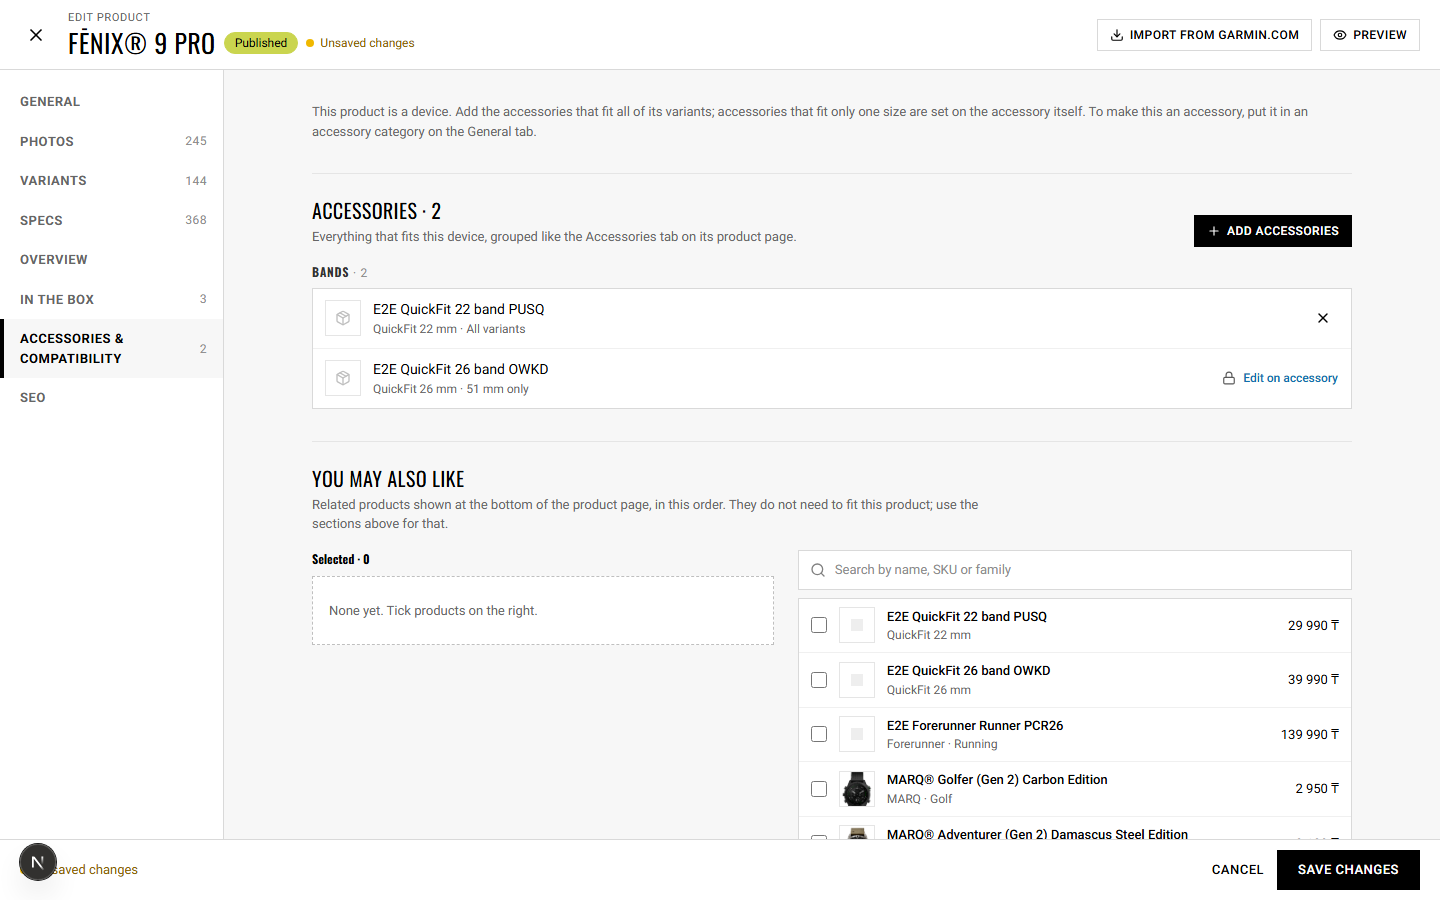 EDIT PRODUCT
FĒNIX® 9 PRO
Published
Unsaved changes
IMPORT FROM GARMIN.COM
PREVIEW
GENERAL
PHOTOS 245
VARIANTS 144
SPECS 368
OVERVIEW
IN THE BOX 3
ACCESSORIES &
COMPATIBILITY 2
SEO
This product is a device. Add the accessories that fit all of its variants; accessories that fit only one size are set on the accessory itself. To make this an accessory, put it in an
accessory category on the General tab.
ACCESSORIES · 2
Everything that fits this device, grouped like the Accessories tab on its product page.
ADD ACCESSORIES
BANDS · 2
E2E QuickFit 22 band PUSQ
QuickFit 22 mm · All variants
E2E QuickFit 26 band OWKD
QuickFit 26 mm · 51 mm only
Edit on accessory
YOU MAY ALSO LIKE
Related products shown at the bottom of the product page, in this order. They do not need to fit this product; use the
sections above for that.
Selected · 0
None yet. Tick products on the right.
Search by name, SKU or family
E2E QuickFit 22 band PUSQ
QuickFit 22 mm
29 990 ₸
E2E QuickFit 26 band OWKD
QuickFit 26 mm
39 990 ₸
E2E Forerunner Runner PCR26
Forerunner · Running
139 990 ₸
MARQ® Golfer (Gen 2) Carbon Edition
MARQ · Golf
2 950 ₸
MARQ® Adventurer (Gen 2) Damascus Steel Edition
N
saved changes
CANCEL
SAVE CHANGES